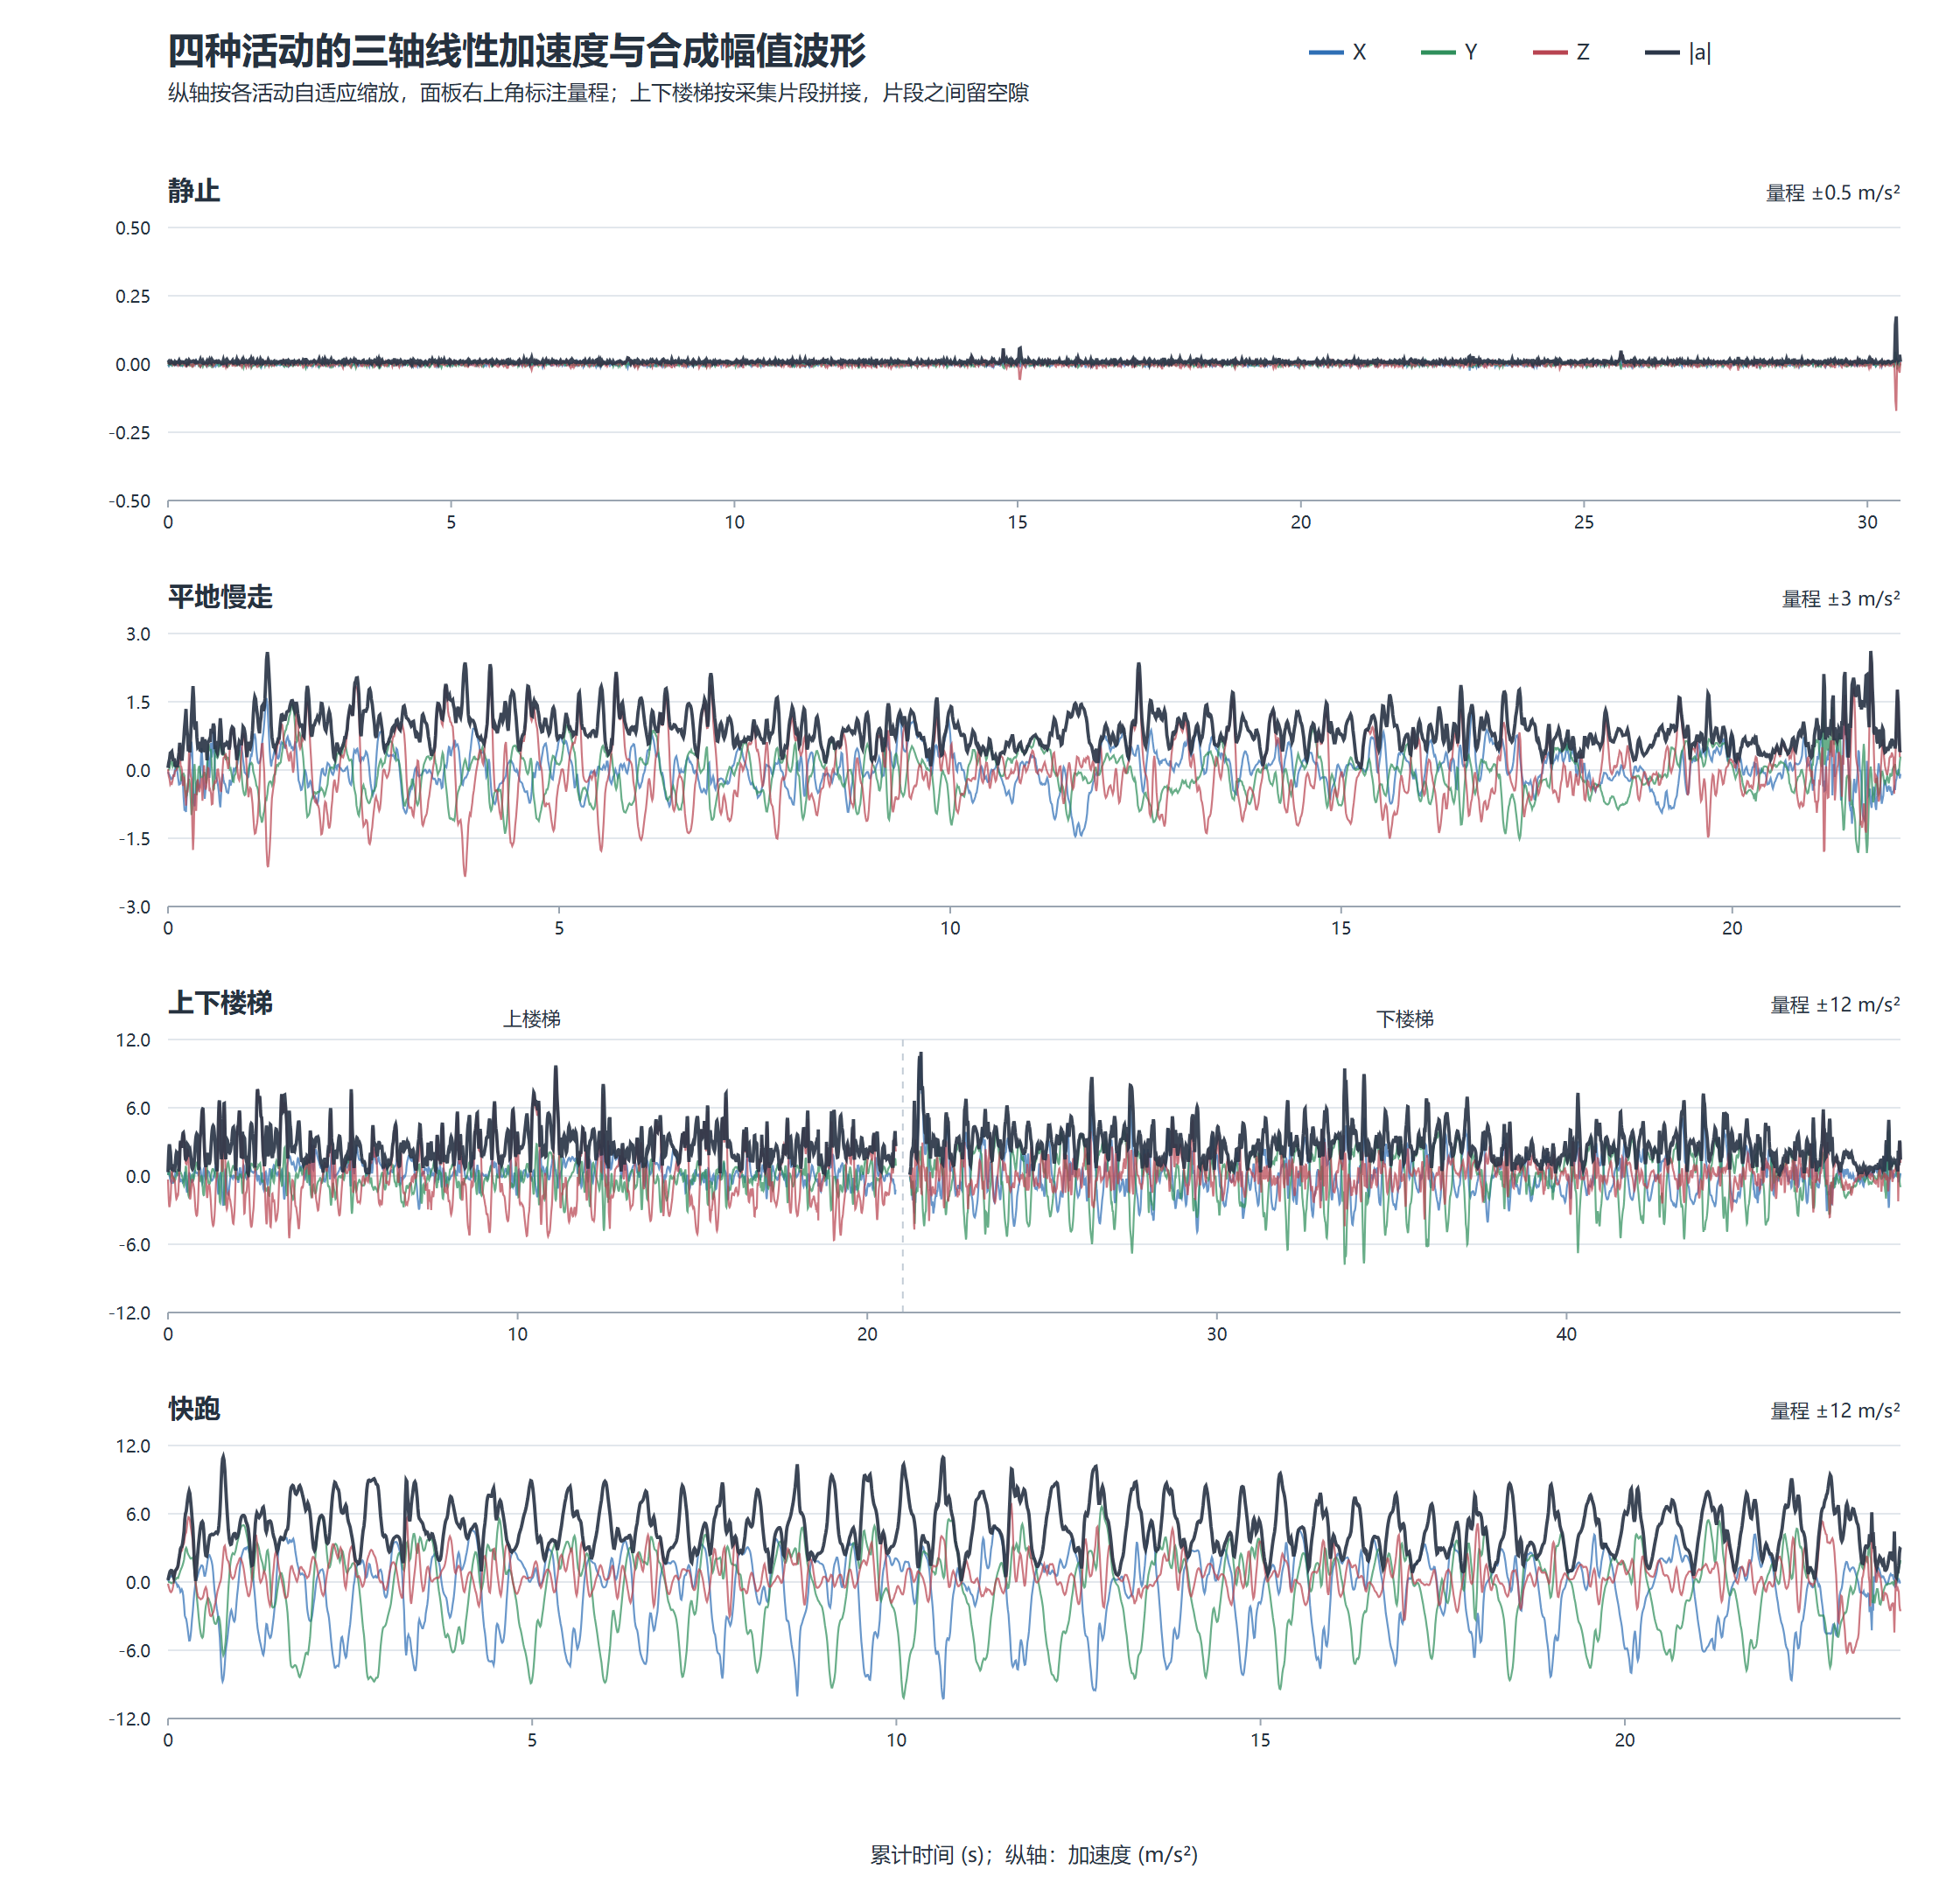 四种活动的三轴线性加速度与合成幅值波形
X Y Z |a|
纵轴按各活动自适应缩放，面板右上角标注量程；上下楼梯按采集片段拼接，片段之间留空隙
静止
量程 ±0.5 m/s²
0.50
0.25
0.00
-0.25
-0.50
0 5 10 15 20 25 30
平地慢走
量程 ±3 m/s²
3.0
1.5
0.0
-1.5
-3.0
0 5 10 15 20
上下楼梯
量程 ±12 m/s²
上楼梯 下楼梯
12.0
6.0
0.0
-6.0
-12.0
0 10 20 30 40
快跑
量程 ±12 m/s²
12.0
6.0
0.0
-6.0
-12.0
0 5 10 15 20
累计时间 (s)；纵轴：加速度 (m/s²)